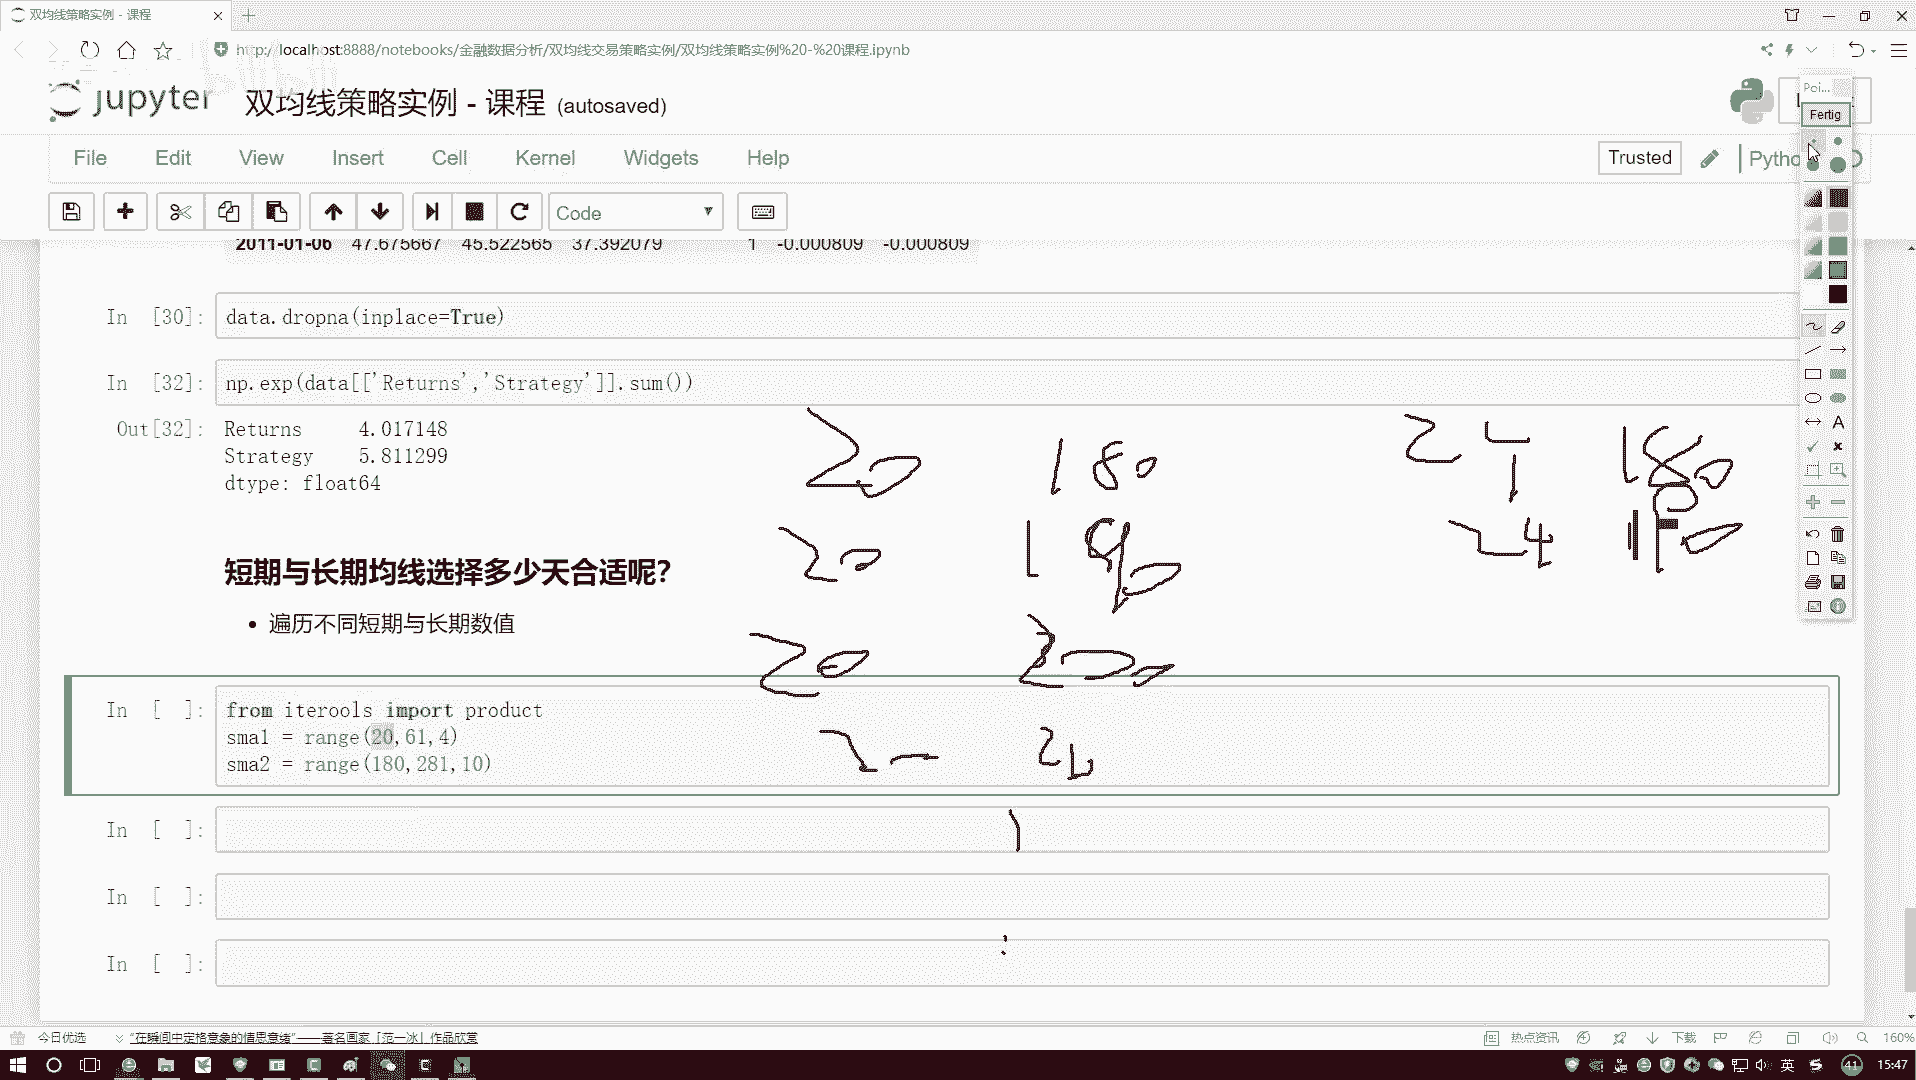 双均线策略实例 - 课程
http://localhost:8888/notebooks/金融数据分析/双均线交易策略实例/双均线策略实例%20-%20课程.ipynb
jupyter 双均线策略实例 - 课程 (autosaved)
Poi...
Fertig
File Edit View Insert Cell Kernel Widgets Help
Trusted
Pytho
Code
2011-01-06 47.675667 45.522565 37.392079 1 -0.000809 -0.000809
In [30]: data.dropna(inplace=True)
In [32]: np.exp(data[['Returns','Strategy']].sum())
Out[32]: Returns 4.017148
Strategy 5.811299
dtype: float64
20 180 24 180
20 190 24
短期与长期均线选择多少天合适呢?
• 遍历不同短期与长期数值
20 200
In [ ]: from iterools import product
sma1 = range(20,61,4)
sma2 = range(180,281,10)
In [ ]:
In [ ]:
In [ ]:
今日优选
“在瞬间中定格意象的情思意绪”——著名画家「范一冰」作品欣赏
热点资讯
下载
160%
英
41
15:47